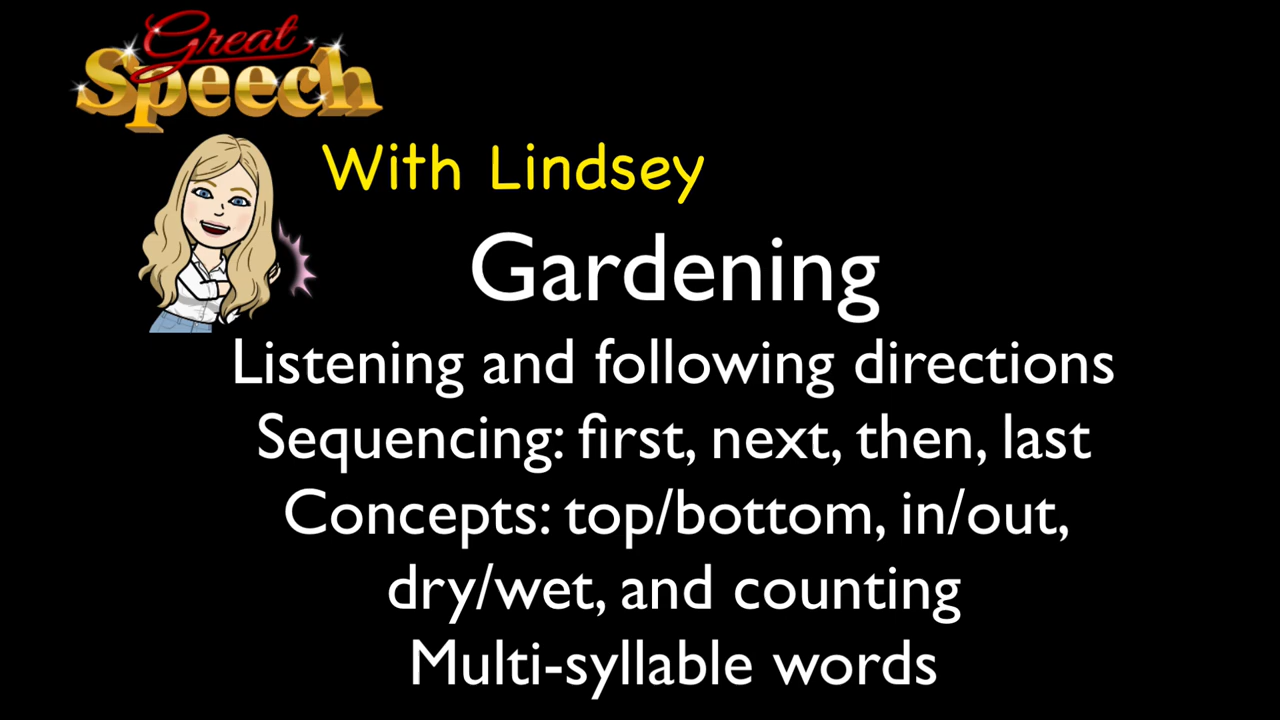 Great
Speech
With Lindsey
Gardening
Listening and following directions
Sequencing: first, next, then, last
Concepts: top/bottom, in/out,
dry/wet, and counting
Multi-syllable words